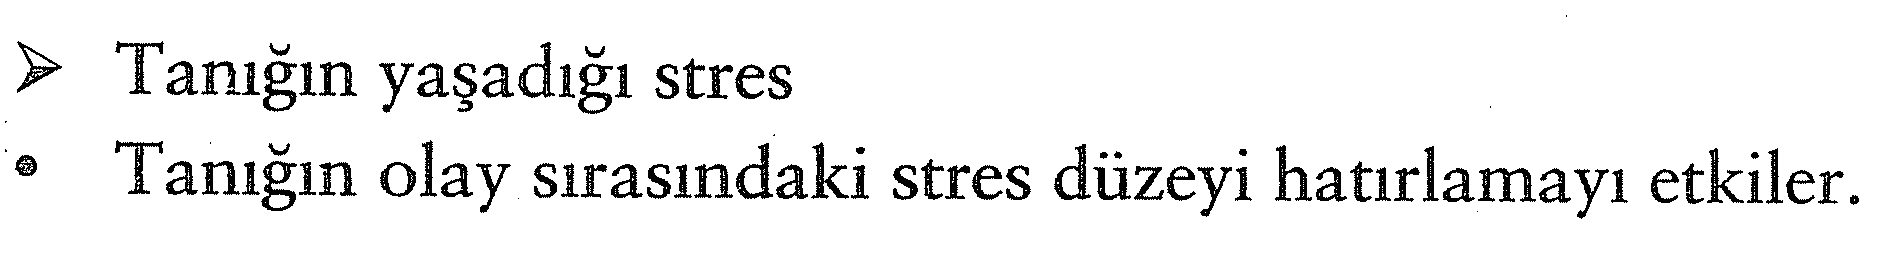 ➢ Tanığın yaşadığı stres
• Tanığın olay sırasındaki stres düzeyi hatırlamayı etkiler.